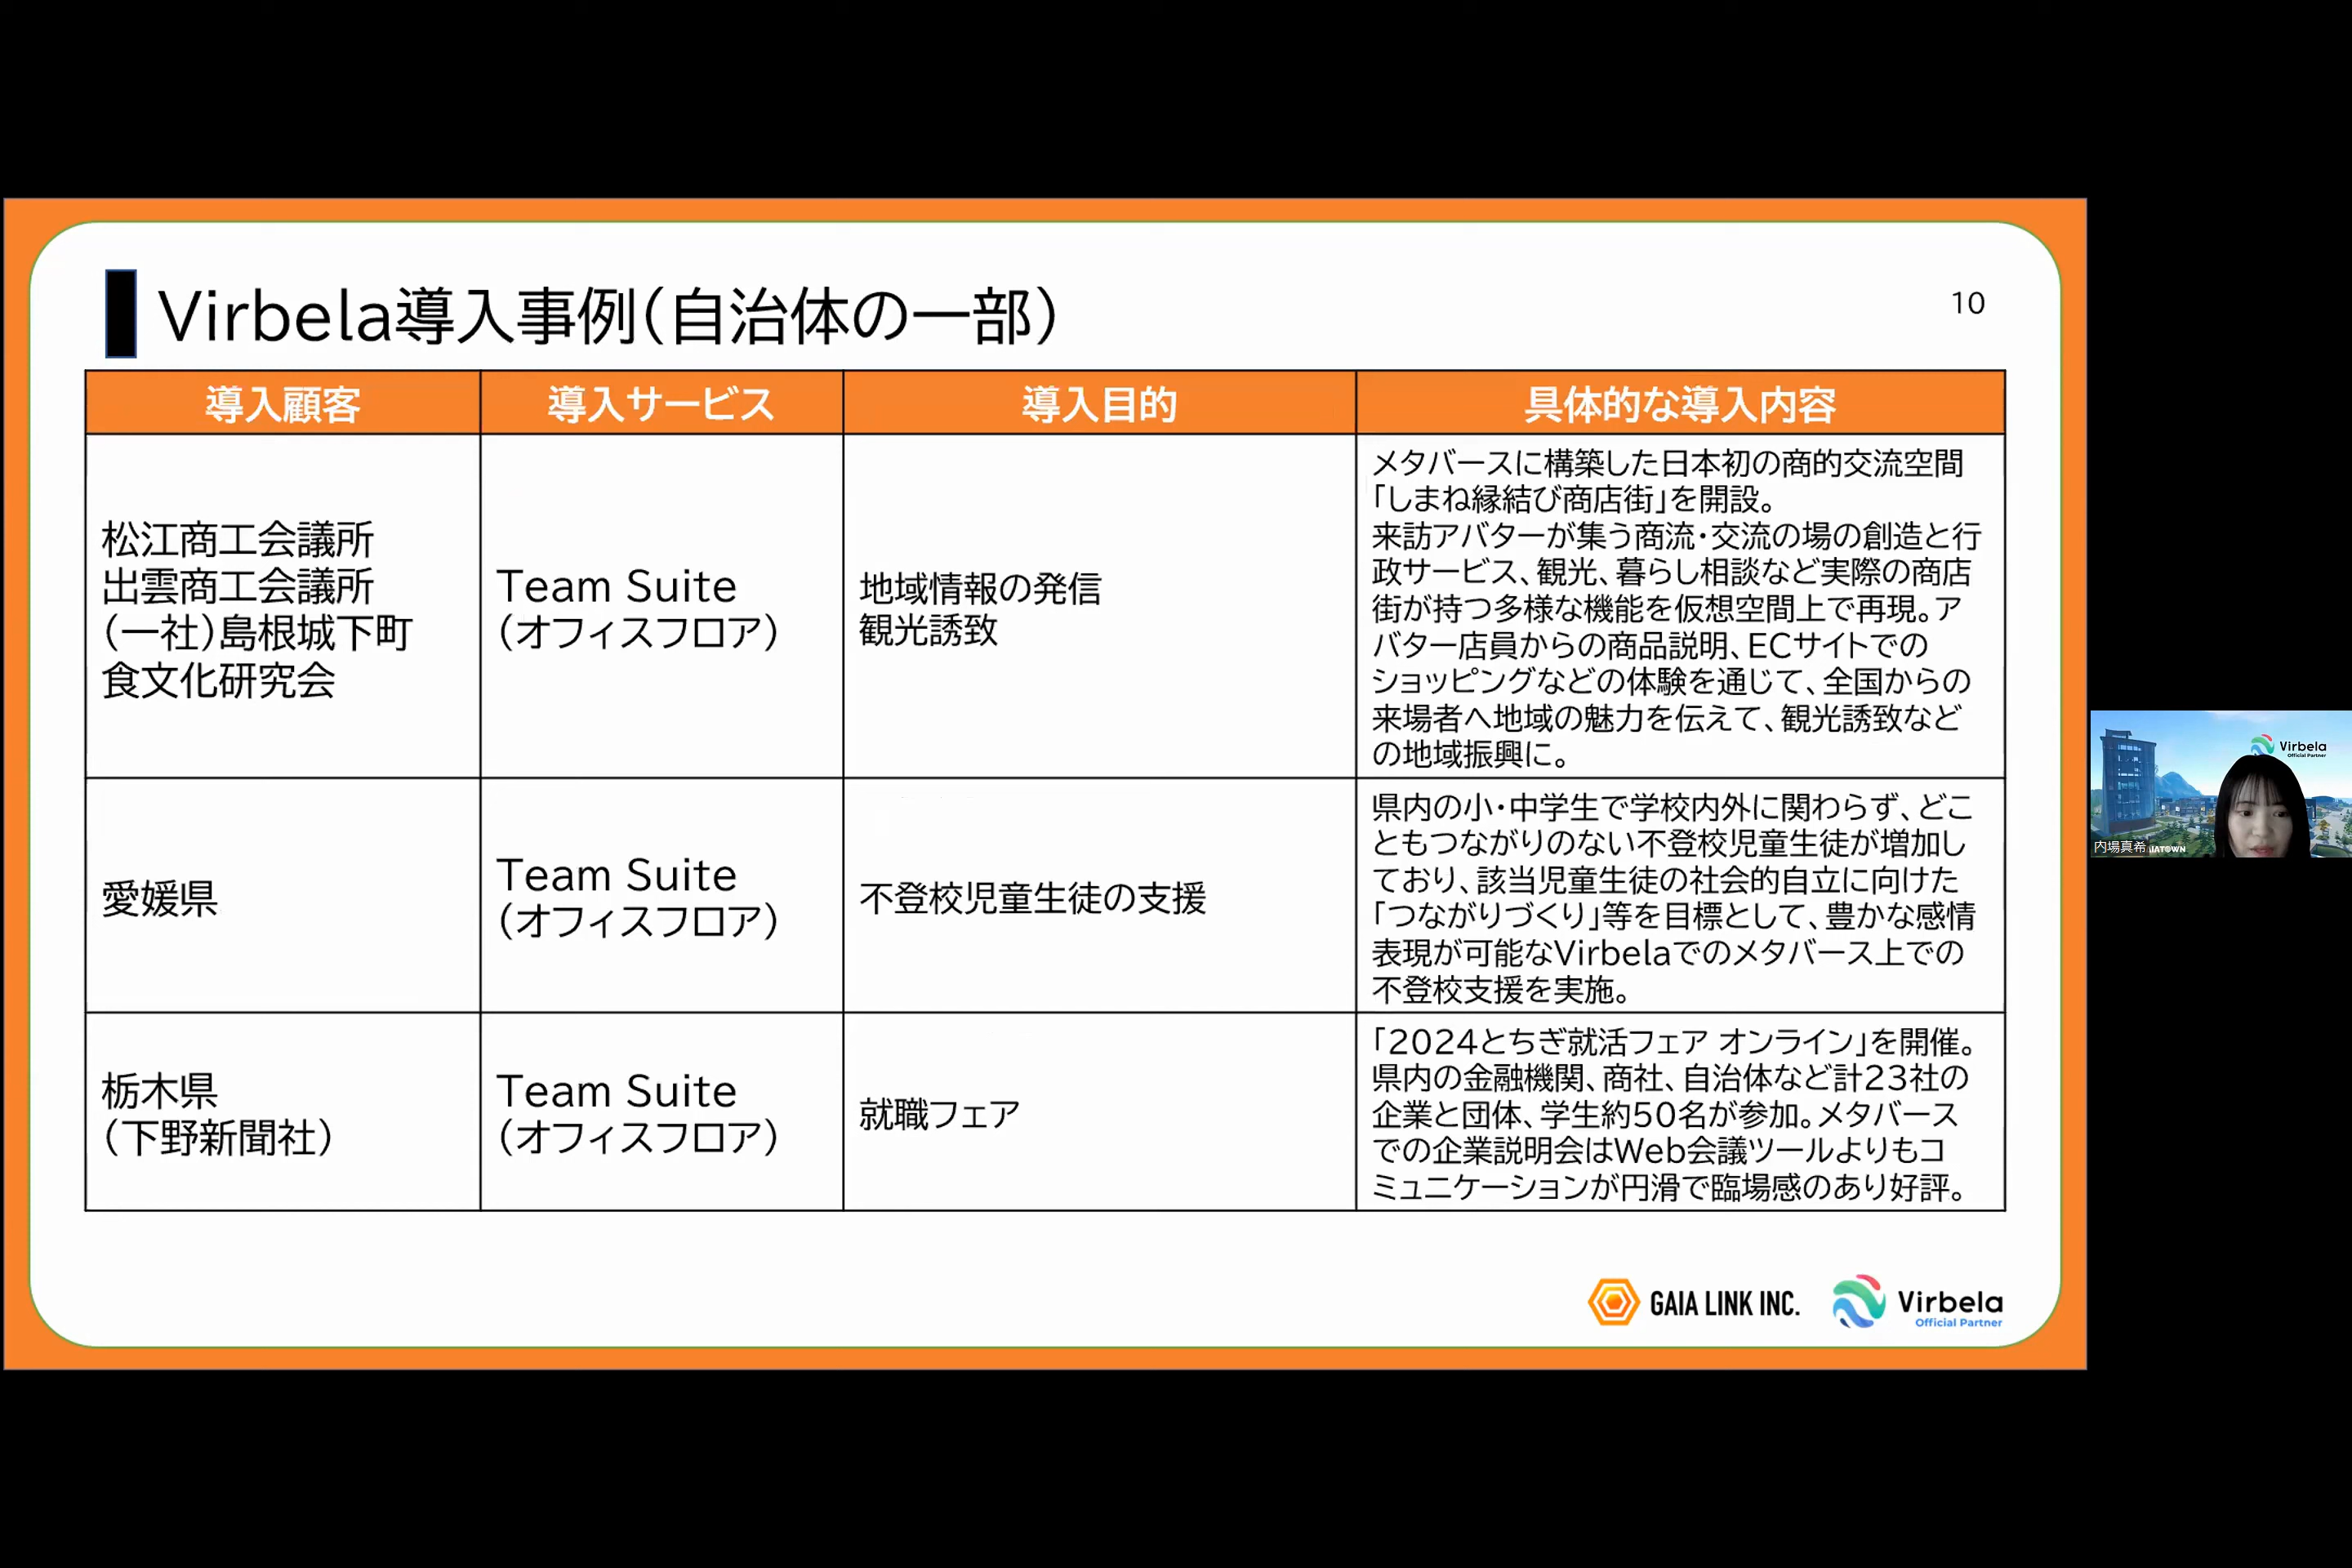 Virbela導入事例(自治体の一部)
10
導入顧客
導入サービス
導入目的
具体的な導入内容
松江商工会議所
出雲商工会議所
(一社)島根城下町
食文化研究会
Team Suite
(オフィスフロア)
地域情報の発信
観光誘致
メタバースに構築した日本初の商的交流空間
「しまね縁結び商店街」を開設。
来訪アバターが集う商流・交流の場の創造と行
政サービス、観光、暮らし相談など実際の商店
街が持つ多様な機能を仮想空間上で再現。ア
バター店員からの商品説明、ECサイトでの
ショッピングなどの体験を通じて、全国からの
来場者へ地域の魅力を伝えて、観光誘致など
の地域振興に。
愛媛県
Team Suite
(オフィスフロア)
不登校児童生徒の支援
県内の小・中学生で学校内外に関わらず、どこ
ともつながりのない不登校児童生徒が増加し
ており、該当児童生徒の社会的自立に向けた
「つながりづくり」等を目標として、豊かな感情
表現が可能なVirbelaでのメタバース上での
不登校支援を実施。
栃木県
(下野新聞社)
Team Suite
(オフィスフロア)
就職フェア
「2024とちぎ就活フェア オンライン」を開催。
県内の金融機関、商社、自治体など計23社の
企業と団体、学生約50名が参加。メタバース
での企業説明会はWeb会議ツールよりもコ
ミュニケーションが円滑で臨場感のあり好評。
GAIA LINK INC.
Virbela
Official Partner
Virbela
Official Partner
内場真希